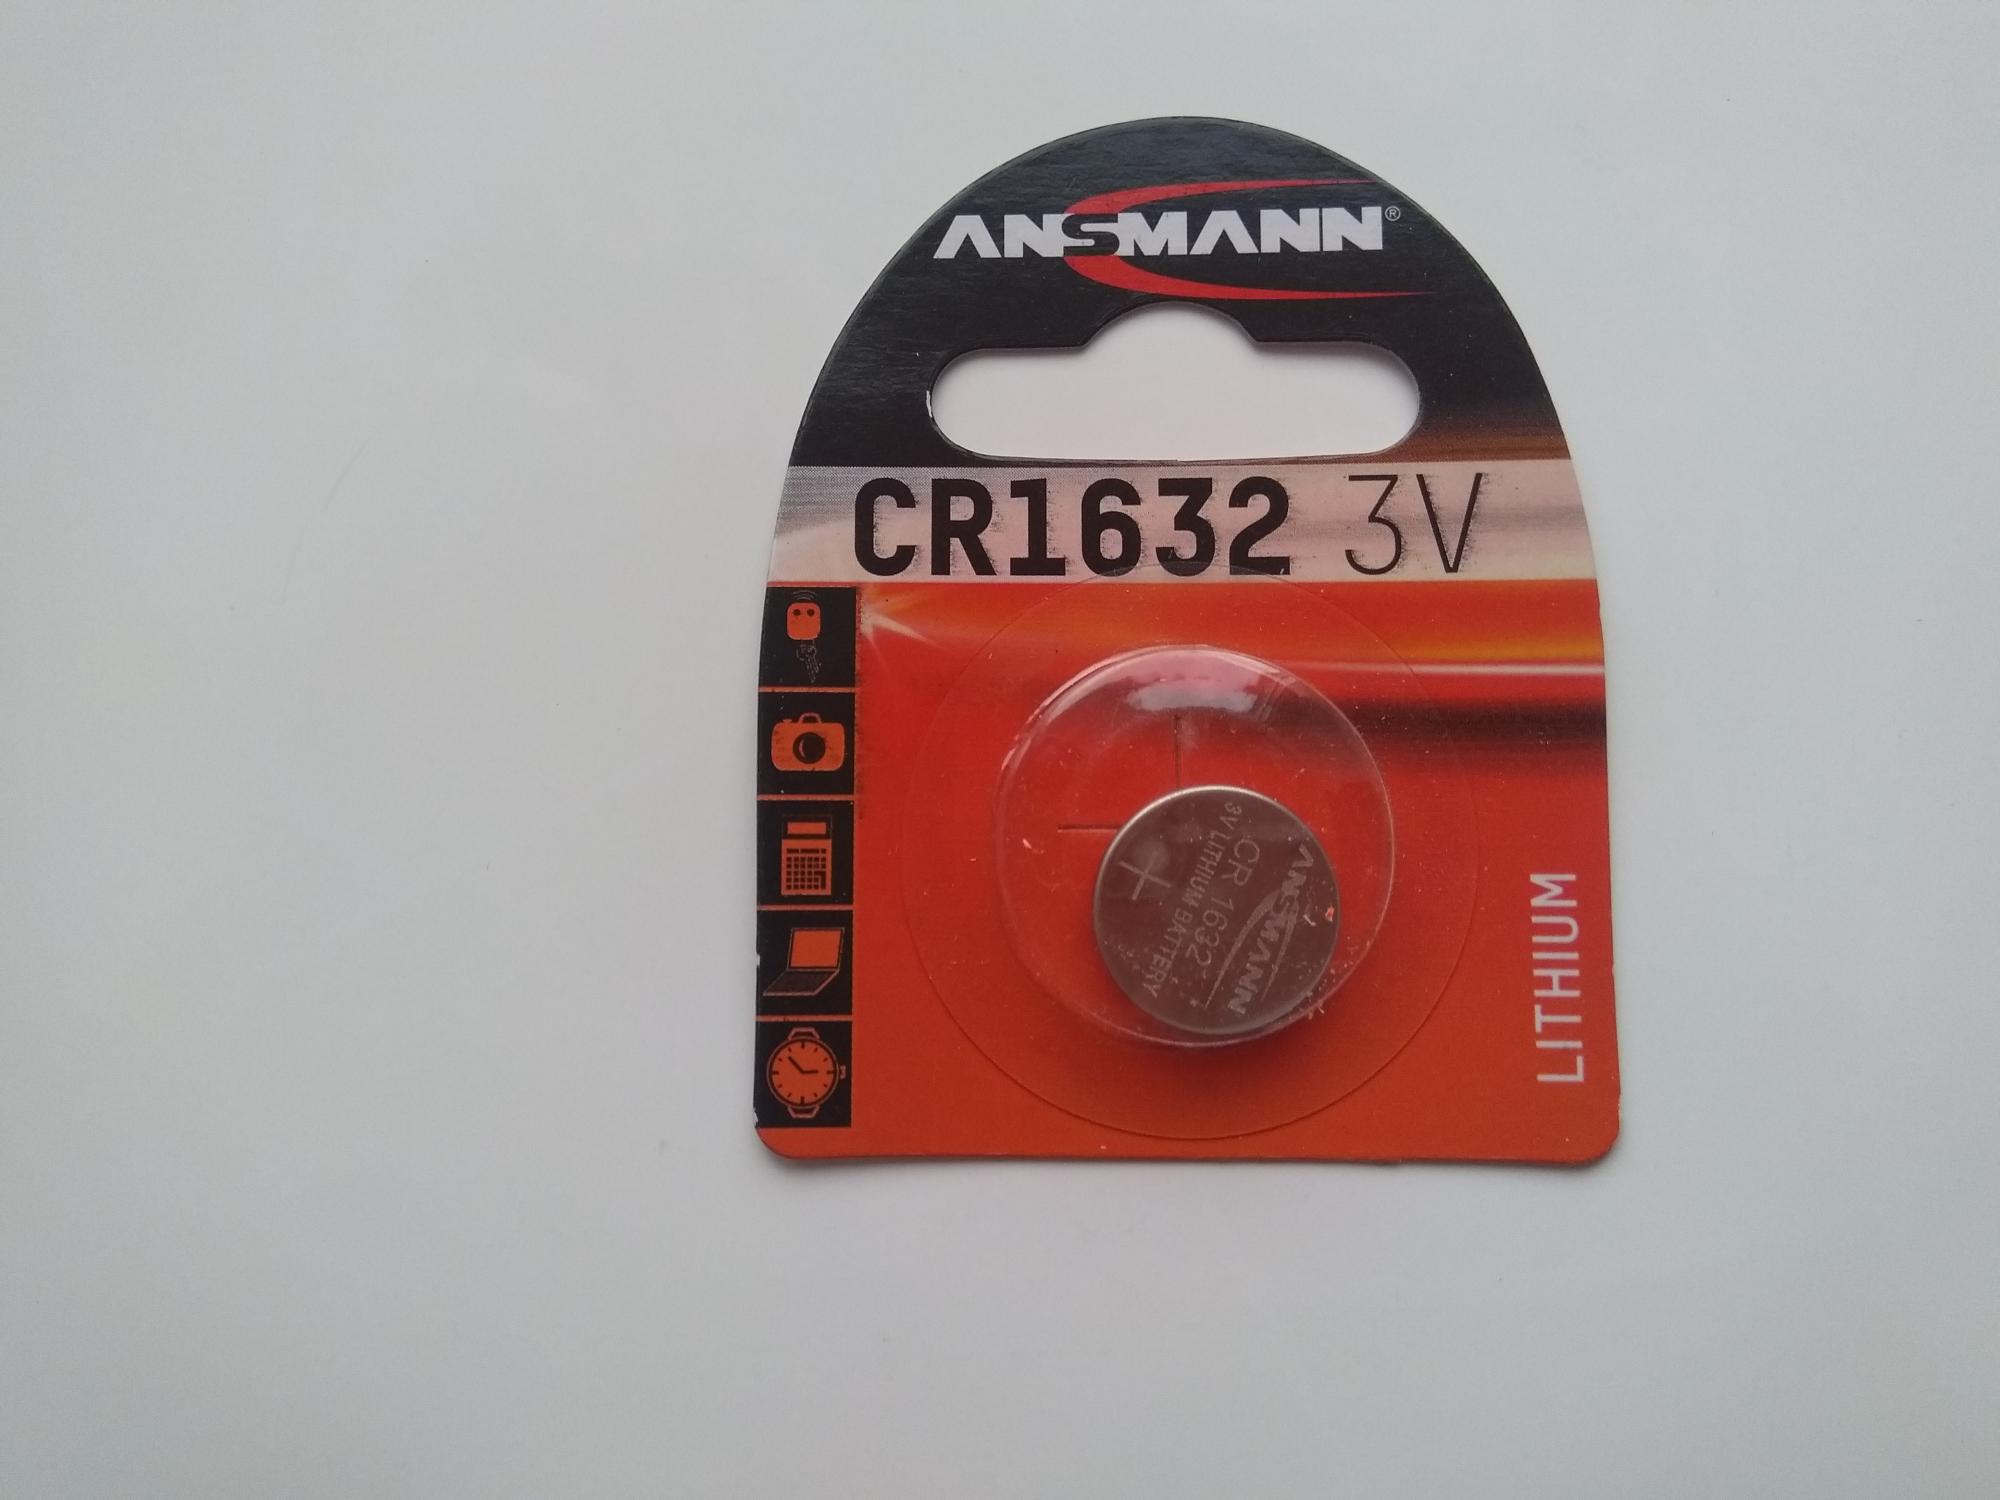 ANSMANN®
CR1632 3V
LITHIUM
ANSMANN
CR 1632
3V LITHIUM BATTERY
+